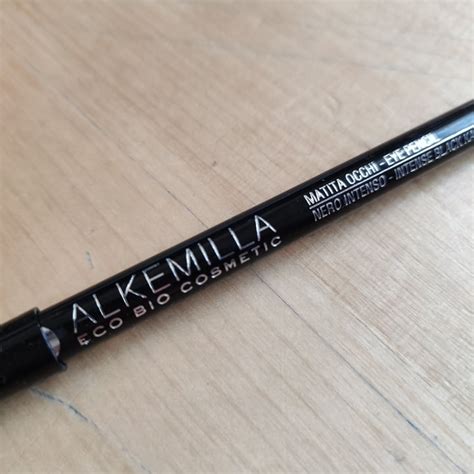 ALKEMILLA
ECO BIO COSMETIC
MATITA OCCHI - EYE PENCIL
NERO INTENSO - INTENSE BLACK